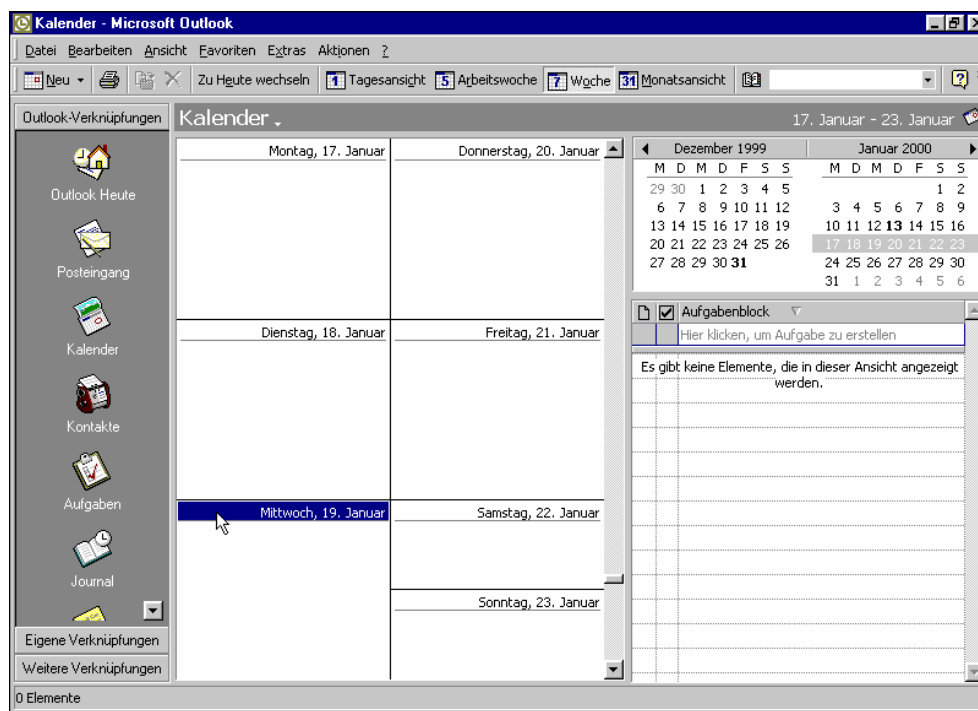 Kalender - Microsoft Outlook
Datei Bearbeiten Ansicht Favoriten Extras Aktionen ?
Neu Zu Heute wechseln 1 Tagesansicht 5 Arbeitswoche 7 Woche 31 Monatsansicht
Outlook-Verknüpfungen
Outlook Heute
Posteingang
Kalender
Kontakte
Aufgaben
Journal
Eigene Verknüpfungen
Weitere Verknüpfungen
Kalender
17. Januar - 23. Januar
Montag, 17. Januar
Dienstag, 18. Januar
Mittwoch, 19. Januar
Donnerstag, 20. Januar
Freitag, 21. Januar
Samstag, 22. Januar
Sonntag, 23. Januar
Dezember 1999
M D M D F S S
29 30 1 2 3 4 5
6 7 8 9 10 11 12
13 14 15 16 17 18 19
20 21 22 23 24 25 26
27 28 29 30 31
Januar 2000
M D M D F S S
1 2
3 4 5 6 7 8 9
10 11 12 13 14 15 16
17 18 19 20 21 22 23
24 25 26 27 28 29 30
31 1 2 3 4 5 6
Aufgabenblock
Hier klicken, um Aufgabe zu erstellen
Es gibt keine Elemente, die in dieser Ansicht angezeigt
werden.
0 Elemente